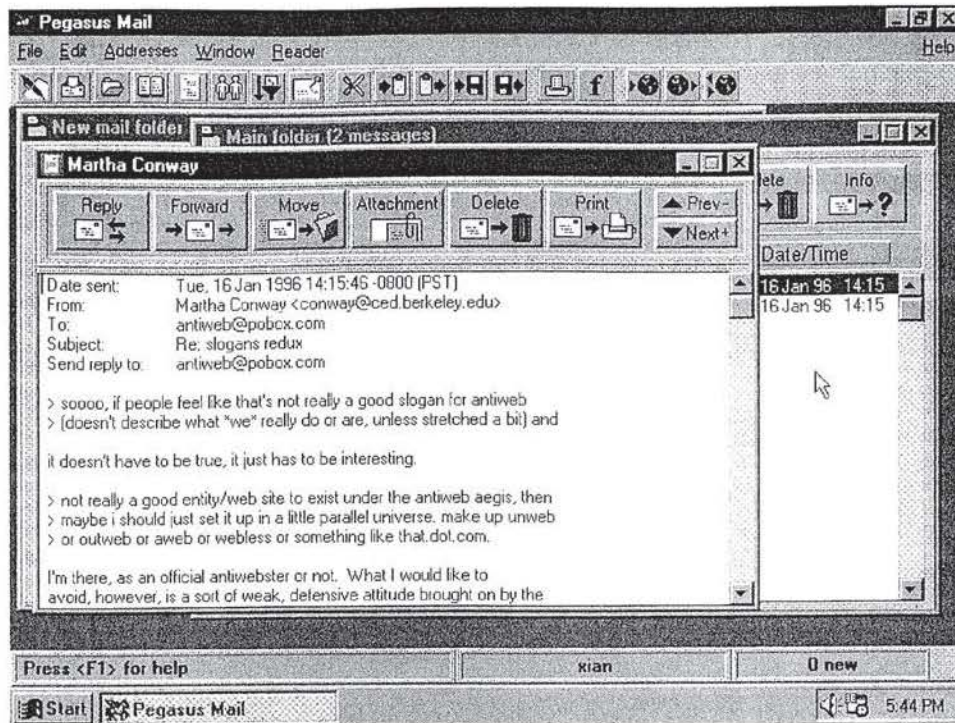 Pegasus Mail
File Edit Addresses Window Reader Help
New mail folder
Main folder (2 messages)
Martha Conway
Reply Forward Move Attachment Delete Print Prev- Next+
lete Info
Date/Time
Date sent: Tue, 16 Jan 1996 14:15:46 -0800 (PST)
From: Martha Conway <conway@ced.berkeley.edu>
To: antiweb@pobox.com
Subject: Re: slogans redux
Send reply to: antiweb@pobox.com
16 Jan 96 14:15
16 Jan 96 14:15
> soooo, if people feel like that's not really a good slogan for antiweb
> (doesn't describe what *we* really do or are, unless stretched a bit) and
it doesn't have to be true, it just has to be interesting.
> not really a good entity/web site to exist under the antiweb aegis, then
> maybe i should just set it up in a little parallel universe. make up unweb
> or outweb or aweb or webless or something like that.dot.com.
I'm there, as an official antiwebster or not. What I would like to
avoid, however, is a sort of weak, defensive attitude brought on by the
Press <F1> for help xian 0 new
Start Pegasus Mail 5:44 PM